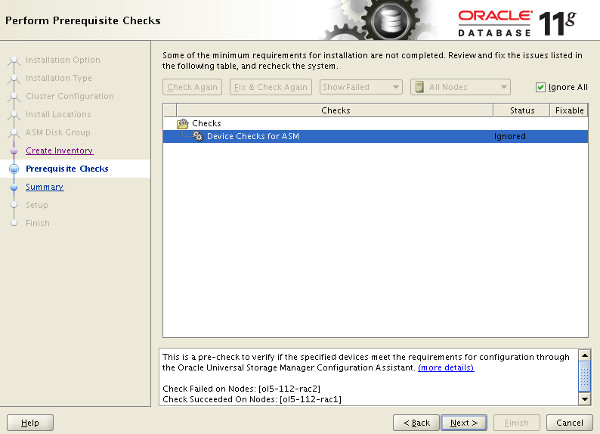 Perform Prerequisite Checks
ORACLE
DATABASE
11g
Installation Option
Installation Type
Cluster Configuration
Install Locations
ASM Disk Group
Create Inventory
Prerequisite Checks
Summary
Setup
Finish
Some of the minimum requirements for installation are not completed. Review and fix the issues listed in
the following table, and recheck the system.
Check Again Fix & Check Again Show Failed All Nodes Ignore All
Checks Status Fixable
Checks
Device Checks for ASM Ignored
This is a pre-check to verify if the specified devices meet the requirements for configuration through
the Oracle Universal Storage Manager Configuration Assistant. (more details)
Check Failed on Nodes: [ol5-112-rac2]
Check Succeeded On Nodes: [ol5-112-rac1]
Help < Back Next > Finish Cancel